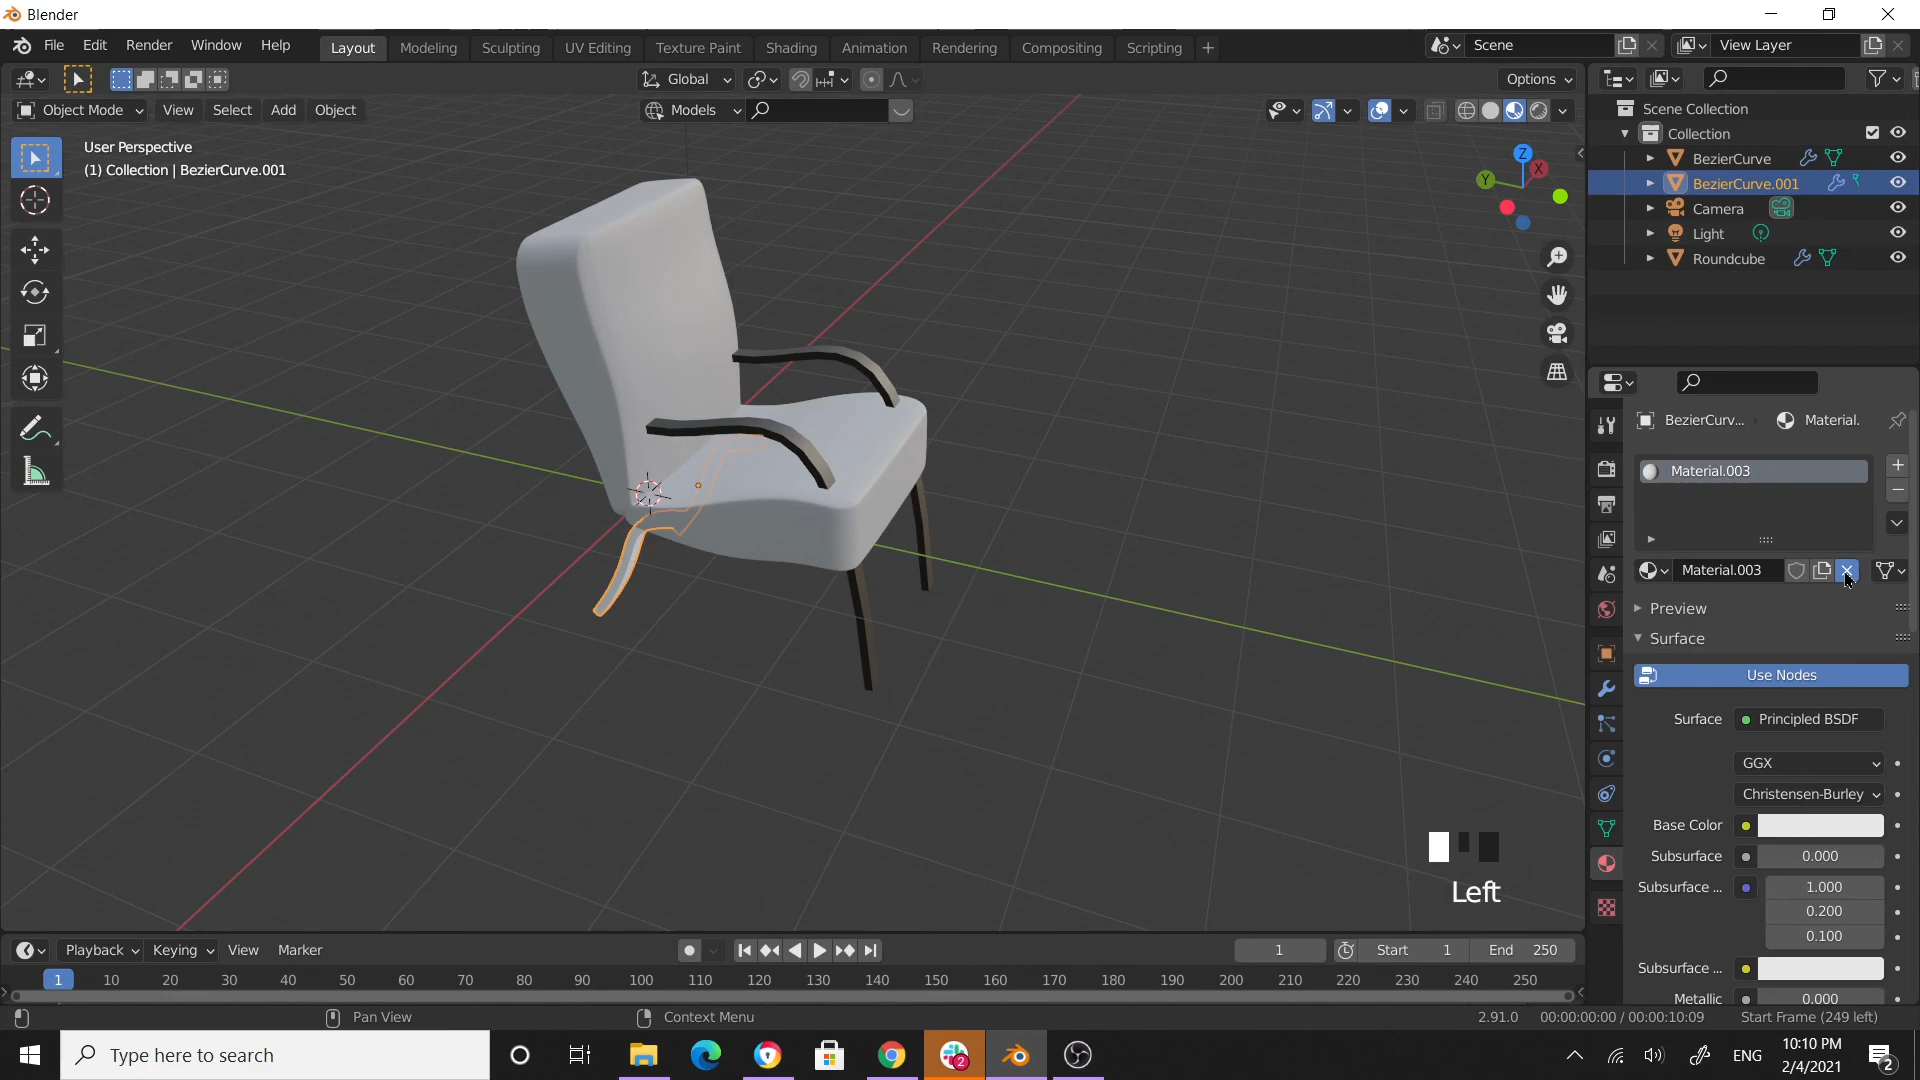 Blender
File Edit Render Window Help Layout Modeling Sculpting UV Editing Texture Paint Shading Animation Rendering Compositing Scripting + Scene View Layer
Global Options
Object Mode View Select Add Object Models
User Perspective
(1) Collection | BezierCurve.001
Z
X
Y
Scene Collection
Collection
BezierCurve
BezierCurve.001
Camera
Light
Roundcube
BezierCurv... Material.
Material.003
Material.003
Preview
Surface
Use Nodes
Surface Principled BSDF
GGX
Christensen-Burley
Base Color
Subsurface 0.000
Subsurface ... 1.000
0.200
0.100
Subsurface ...
Metallic 0.000
Left
Playback Keying View Marker 1 Start 1 End 250
1 10 20 30 40 50 60 70 80 90 100 110 120 130 140 150 160 170 180 190 200 210 220 230 240 250
Pan View Context Menu 2.91.0 00:00:00:00 / 00:00:10:09 Start Frame (249 left)
Type here to search 2 ENG 10:10 PM 2
2/4/2021